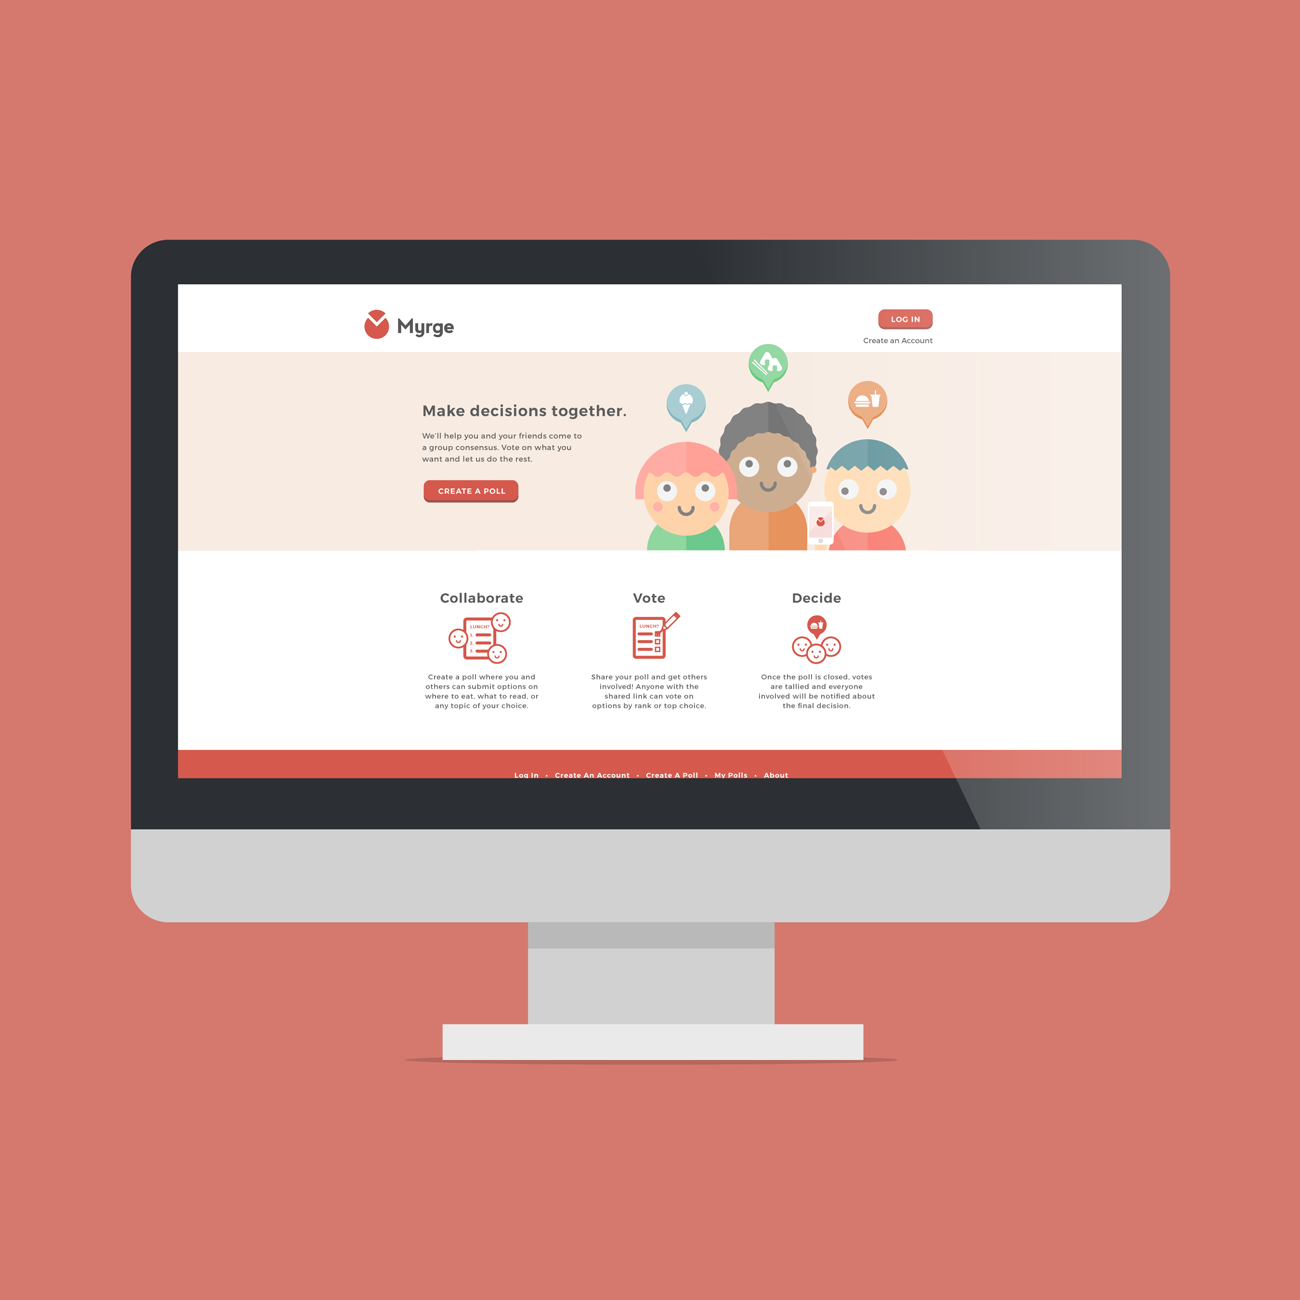 Myrge
LOG IN
Create an Account
Make decisions together.
We'll help you and your friends come to
a group consensus. Vote on what you
want and let us do the rest.
CREATE A POLL
Collaborate
LUNCH?
1.
2.
3.
Create a poll where you and
others can submit options on
where to eat, what to read, or
any topic of your choice.
Vote
LUNCH?
Share your poll and get others
involved! Anyone with the
shared link can vote on
options by rank or top choice.
Decide
Once the poll is closed, votes
are tallied and everyone
involved will be notified about
the final decision.
Log In • Create An Account • Create A Poll • My Polls • About